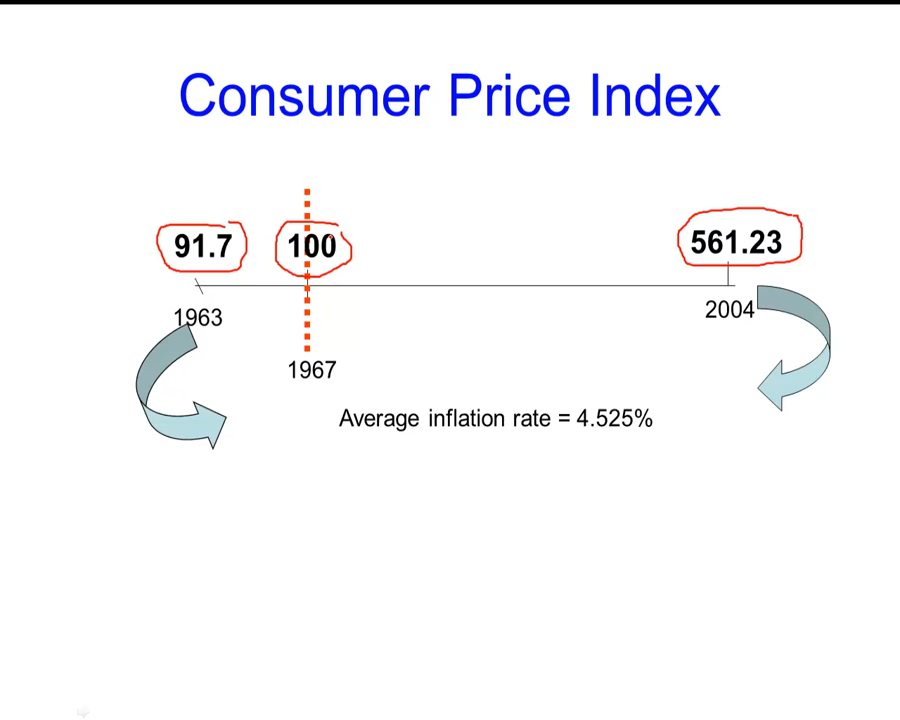 Consumer Price Index
91.7 100 561.23
1963 2004
1967
Average inflation rate = 4.525%